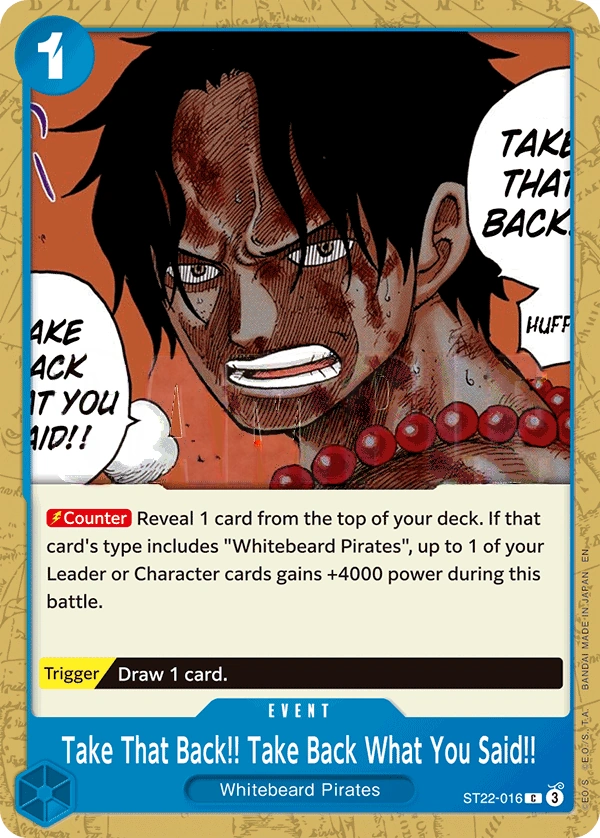 1
TAKE
THAT
BACK
HUFF
AKE
ACK
IT YOU
AID!!
Counter Reveal 1 card from the top of your deck. If that
card's type includes "Whitebeard Pirates", up to 1 of your
Leader or Character cards gains +4000 power during this
battle.
Trigger Draw 1 card.
EVENT
Take That Back!! Take Back What You Said!!
Whitebeard Pirates
ST22-016 C 3
©E.O./S.,T.A. BANDAI MADE IN JAPAN EN